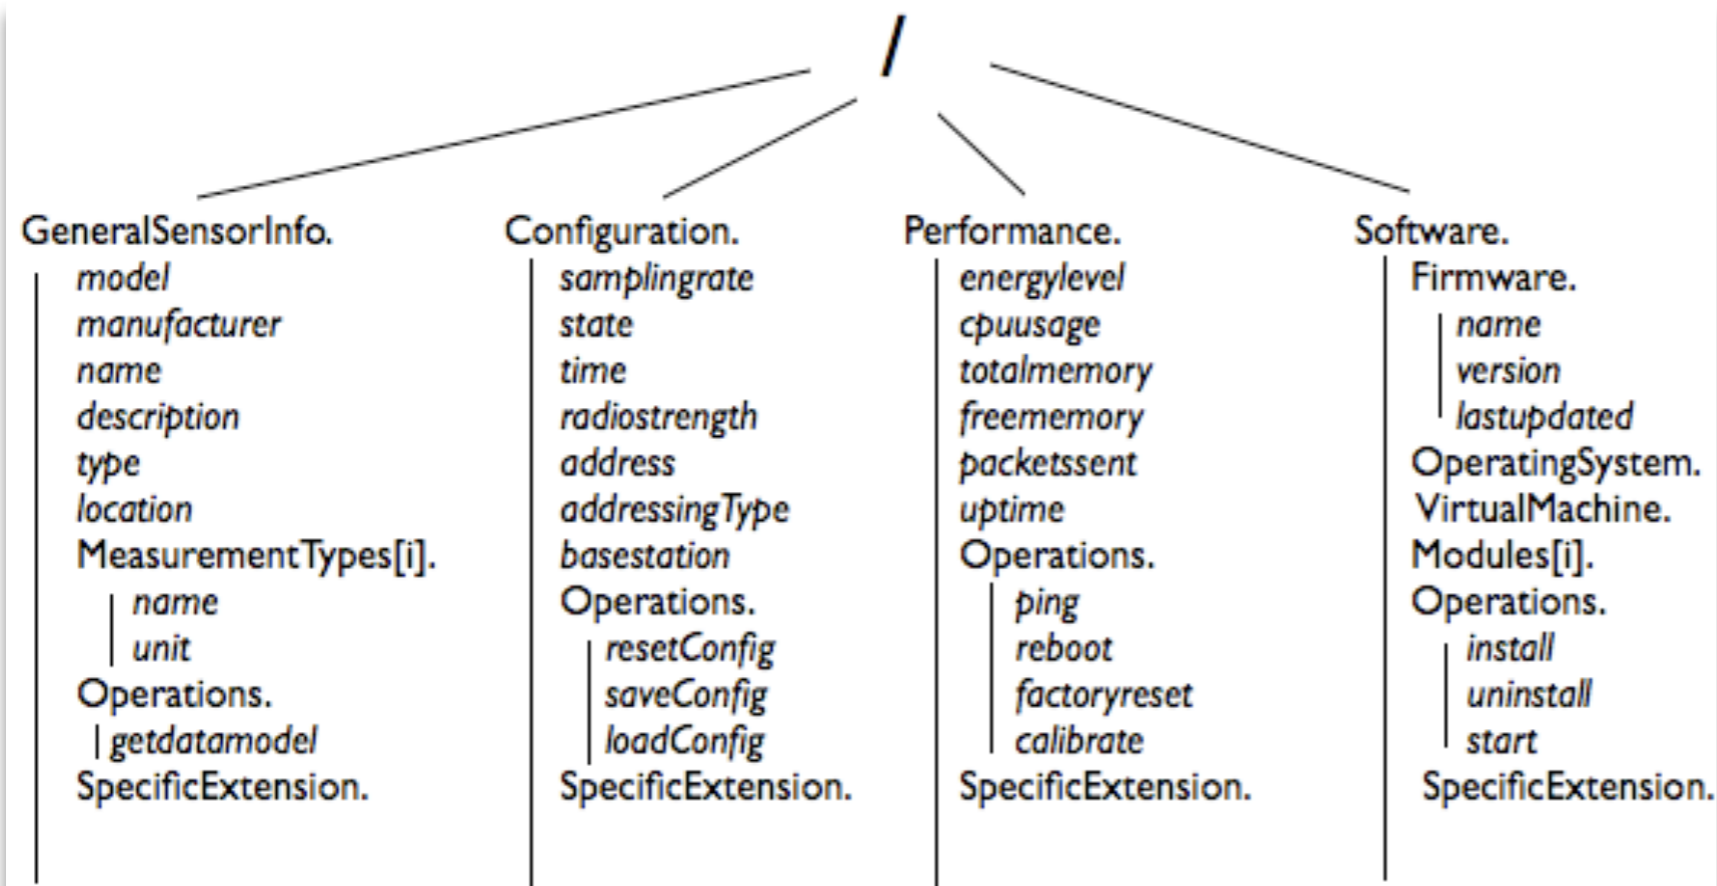 /
GeneralSensorInfo.
model
manufacturer
name
description
type
location
MeasurementTypes[i].
name
unit
Operations.
getdatamodel
SpecificExtension.
Configuration.
samplingrate
state
time
radiostrength
address
addressingType
basestation
Operations.
resetConfig
saveConfig
loadConfig
SpecificExtension.
Performance.
energylevel
cpuusage
totalmemory
freememory
packetssent
uptime
Operations.
ping
reboot
factoryreset
calibrate
SpecificExtension.
Software.
Firmware.
name
version
lastupdated
OperatingSystem.
VirtualMachine.
Modules[i].
Operations.
install
uninstall
start
SpecificExtension.